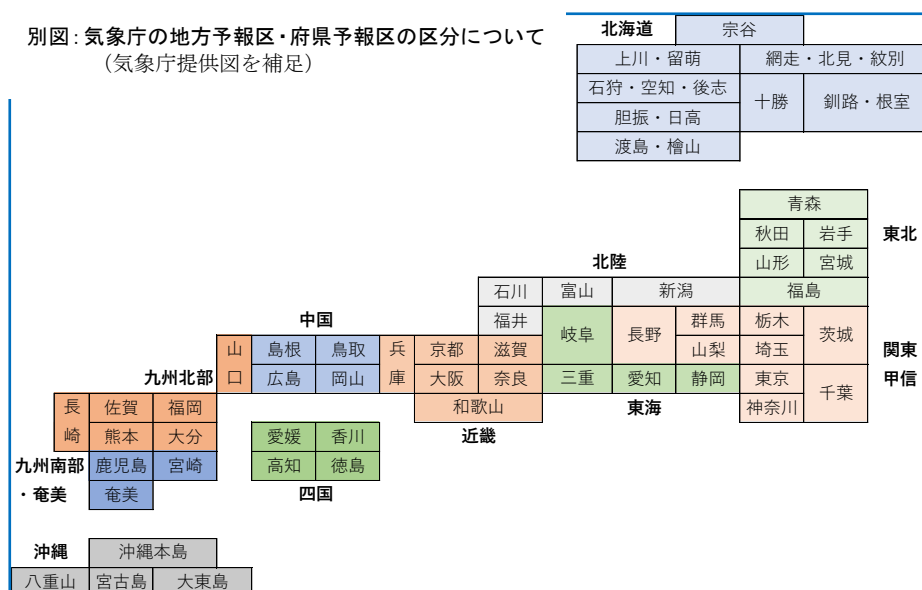 別図：気象庁の地方予報区・府県予報区の区分について
（気象庁提供図を補足）
北海道 宗谷
上川・留萌 網走・北見・紋別
石狩・空知・後志 十勝 釧路・根室
胆振・日高
渡島・檜山
青森
秋田 岩手 東北
山形 宮城
北陸
石川 富山 新潟 福島
中国
福井 岐阜 長野 群馬 栃木 茨城
山口 島根 鳥取 兵庫 京都 滋賀 山梨 埼玉 関東
九州北部 広島 岡山 大阪 奈良 三重 愛知 静岡 東京 千葉 甲信
長崎 佐賀 福岡 和歌山 東海 神奈川
熊本 大分 愛媛 香川 近畿
九州南部 鹿児島 宮崎 高知 徳島
・奄美 奄美 四国
沖縄 沖縄本島
八重山 宮古島 大東島